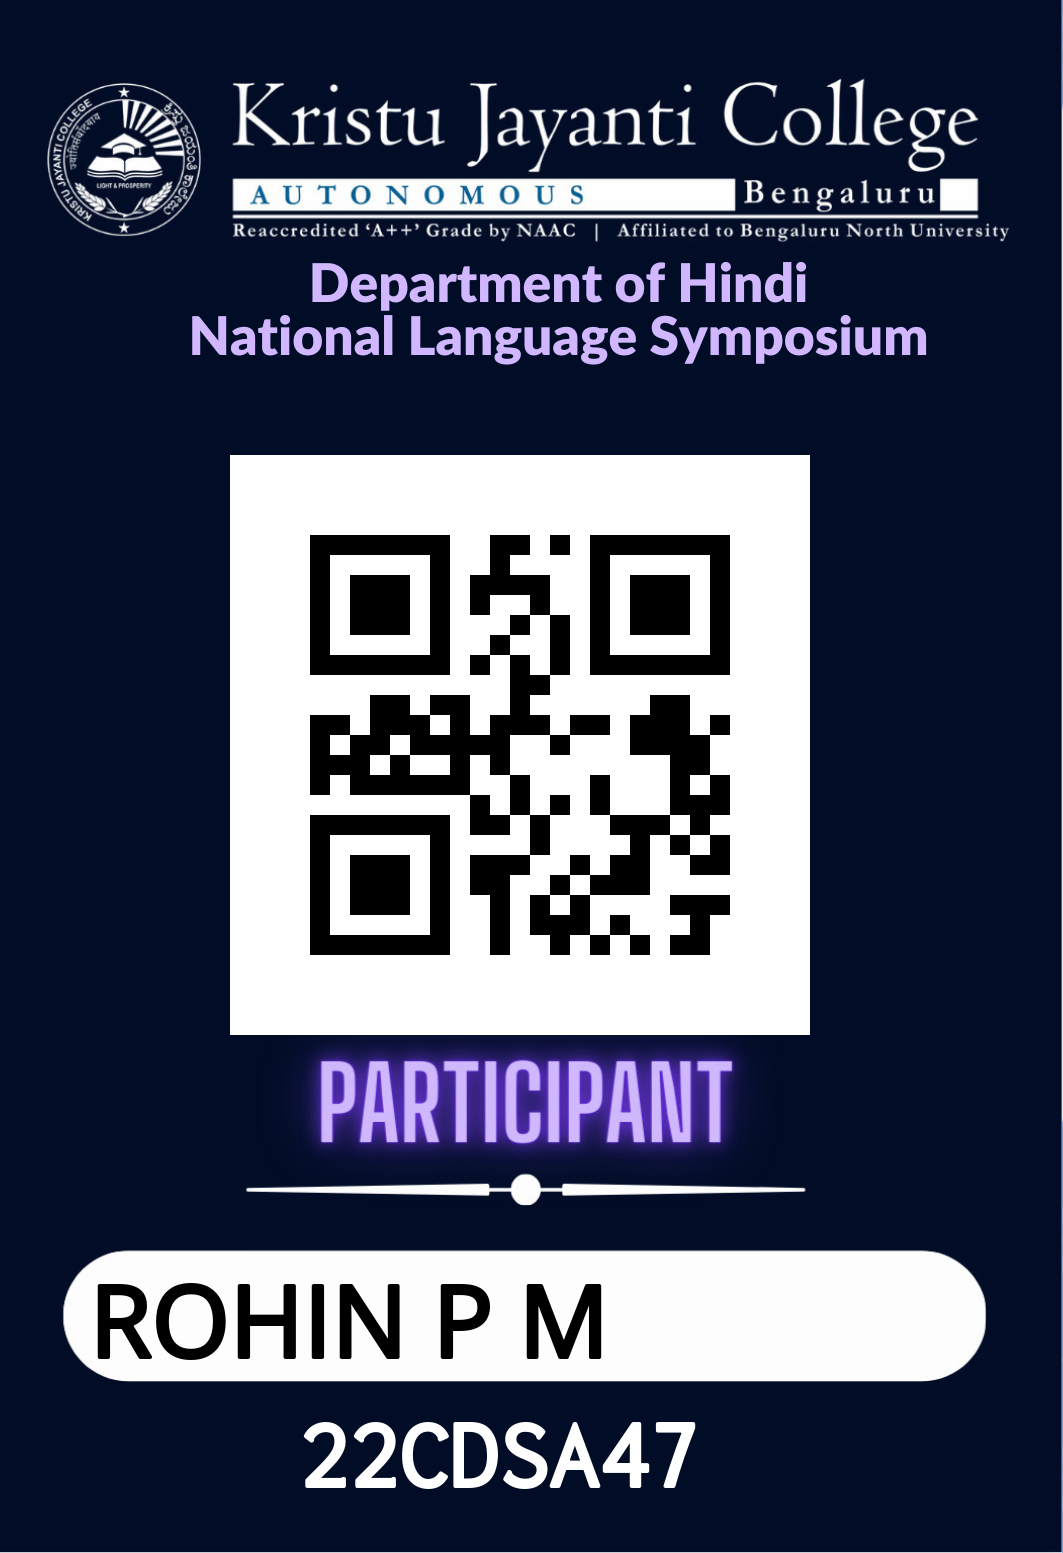 KRISTU JAYANTI COLLEGE
LIGHT & PROSPERITY
Kristu Jayanti College
AUTONOMOUS Bengaluru
Reaccredited ‘A++’ Grade by NAAC | Affiliated to Bengaluru North University
Department of Hindi
National Language Symposium
PARTICIPANT
ROHIN P M
22CDSA47